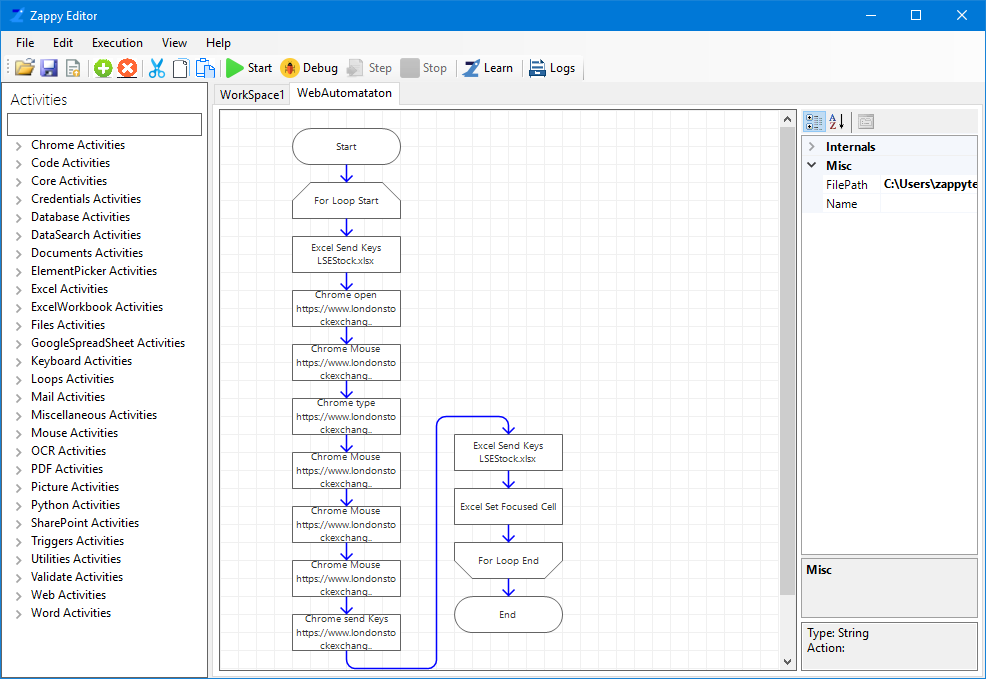 Zappy Editor
File Edit Execution View Help
Start Debug Step Stop Learn Logs
Activities
Chrome Activities
Code Activities
Core Activities
Credentials Activities
Database Activities
DataSearch Activities
Documents Activities
ElementPicker Activities
Excel Activities
ExcelWorkbook Activities
Files Activities
GoogleSpreadSheet Activities
Keyboard Activities
Loops Activities
Mail Activities
Miscellaneous Activities
Mouse Activities
OCR Activities
PDF Activities
Picture Activities
Python Activities
SharePoint Activities
Triggers Activities
Utilities Activities
Validate Activities
Web Activities
Word Activities
WorkSpace1 WebAutomataton
Start
For Loop Start
Excel Send Keys
LSEStock.xlsx
Chrome open
https://www.londonsto
ckexchang..
Chrome Mouse
https://www.londonsto
ckexchang..
Chrome type
https://www.londonsto
ckexchang..
Chrome Mouse
https://www.londonsto
ckexchang..
Chrome Mouse
https://www.londonsto
ckexchang..
Chrome Mouse
https://www.londonsto
ckexchang..
Chrome send Keys
https://www.londonsto
ckexchang..
Excel Send Keys
LSEStock.xlsx
Excel Set Focused Cell
For Loop End
End
Internals
Misc
FilePath C:\Users\zappyte
Name
Misc
Type: String
Action: